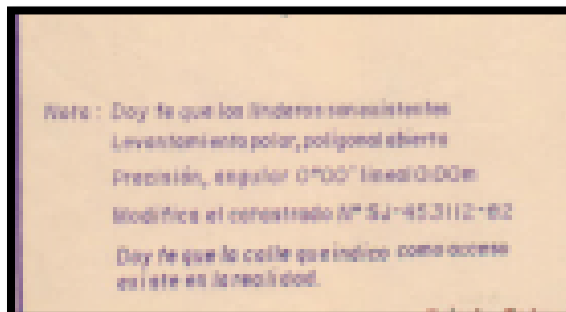 Nota: Doy fe que los linderos son existentes
Levantamiento polar, poligonal abierta
Precisión, angular 0°00' lineal 0.00m
Modifica el catastrado Nº SJ-453112-82
Doy fe que la calle que indico como acceso
existe en la realidad.